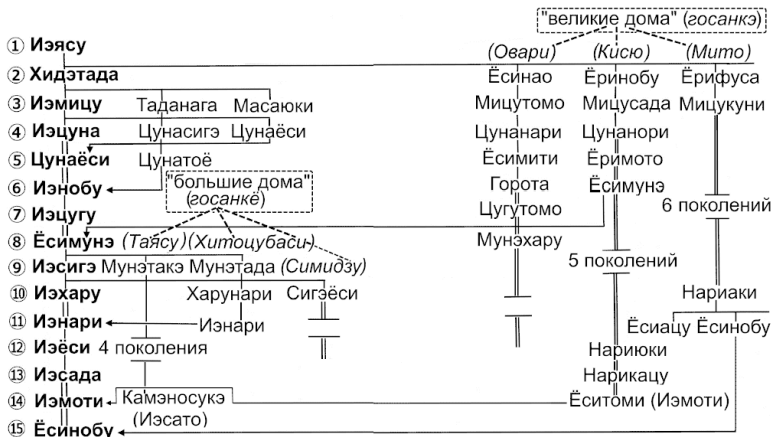 "великие дома" (госанкэ)
① Иэясу (Овари) (Кисю) (Мито)
② Хидэтада Ёсинао Ёринобу Ёрифуса
③ Иэмицу Таданага Масаюки Мицутомо Мицусада Мицукуни
④ Иэцуна Цунасигэ Цунаёси Цунанари Цунанори
⑤ Цунаёси Цунатоё Ёсимити Ёримото
⑥ Иэнобу "большие дома" (госанкё) Горота Ёсимунэ
⑦ Иэцугу Цугутомо 6 поколений
⑧ Ёсимунэ (Таясу) (Хитоцубаси) Мунэхару
⑨ Иэсигэ Мунэтакэ Мунэтада (Симидзу) 5 поколений
⑩ Иэхару Харунари Сигэёси Нариаки
⑪ Иэнари Иэнари Ёсиацу Ёсинобу
⑫ Иэёси 4 поколения Нариюки
⑬ Иэсада Нарикацу
⑭ Иэмоти Камэносукэ Ёситоми (Иэмоти)
(Иэсато)
⑮ Ёсинобу